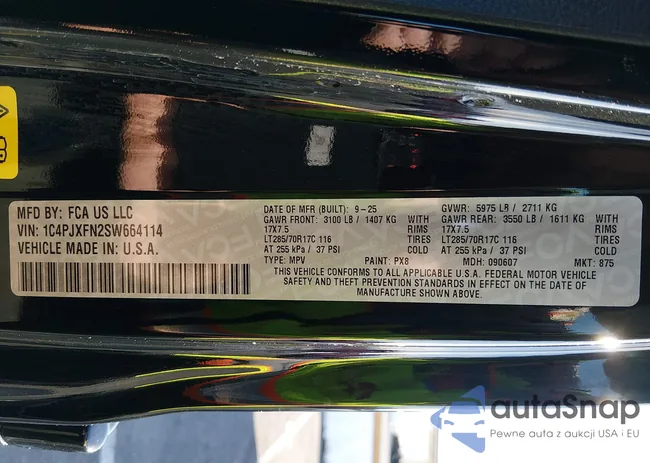 MFD BY: FCA US LLC
VIN: 1C4PJXFN2SW664114
VEHICLE MADE IN U.S.A.
DATE OF MFR (BUILT): 9-25 GVWR: 5975 LB / 2711 KG
GAWR FRONT: 3100 LB / 1407 KG WITH GAWR REAR: 3550 LB / 1611 KG WITH
17X7.5 RIMS 17X7.5 RIMS
LT285/70R17C 116 TIRES LT285/70R17C 116 TIRES
AT 255 kPa / 37 PSI COLD AT 255 kPa / 37 PSI COLD
TYPE: MPV PAINT: PX8 MDH: 090607 MKT: 875
THIS VEHICLE CONFORMS TO ALL APPLICABLE U.S.A. FEDERAL MOTOR VEHICLE
SAFETY AND THEFT PREVENTION STANDARDS IN EFFECT ON THE DATE OF
MANUFACTURE SHOWN ABOVE.
autoSnap
Pewne auta z aukcji USA i EU